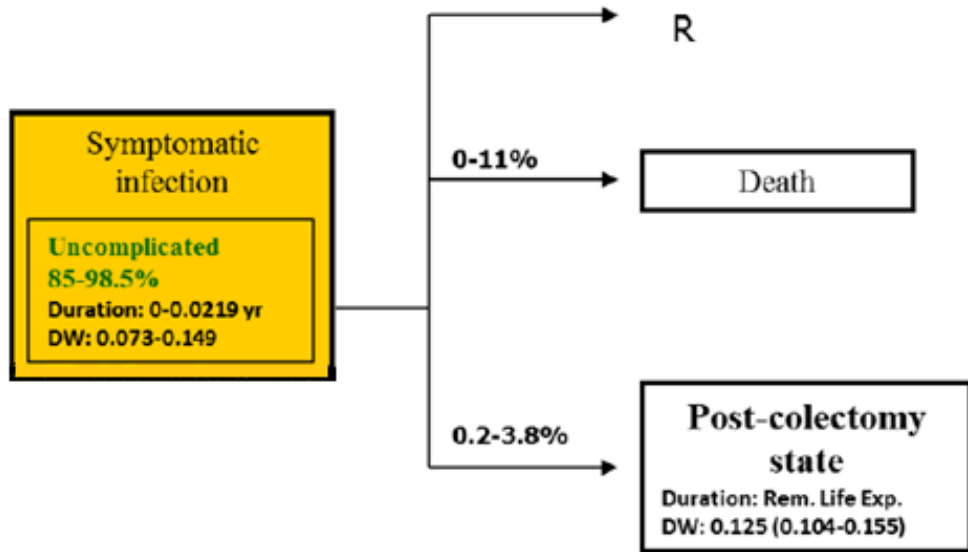 R
Symptomatic
infection
Uncomplicated
85-98.5%
Duration: 0-0.0219 yr
DW: 0.073-0.149
0-11%
Death
0.2-3.8%
Post-colectomy
state
Duration: Rem. Life Exp.
DW: 0.125 (0.104-0.155)